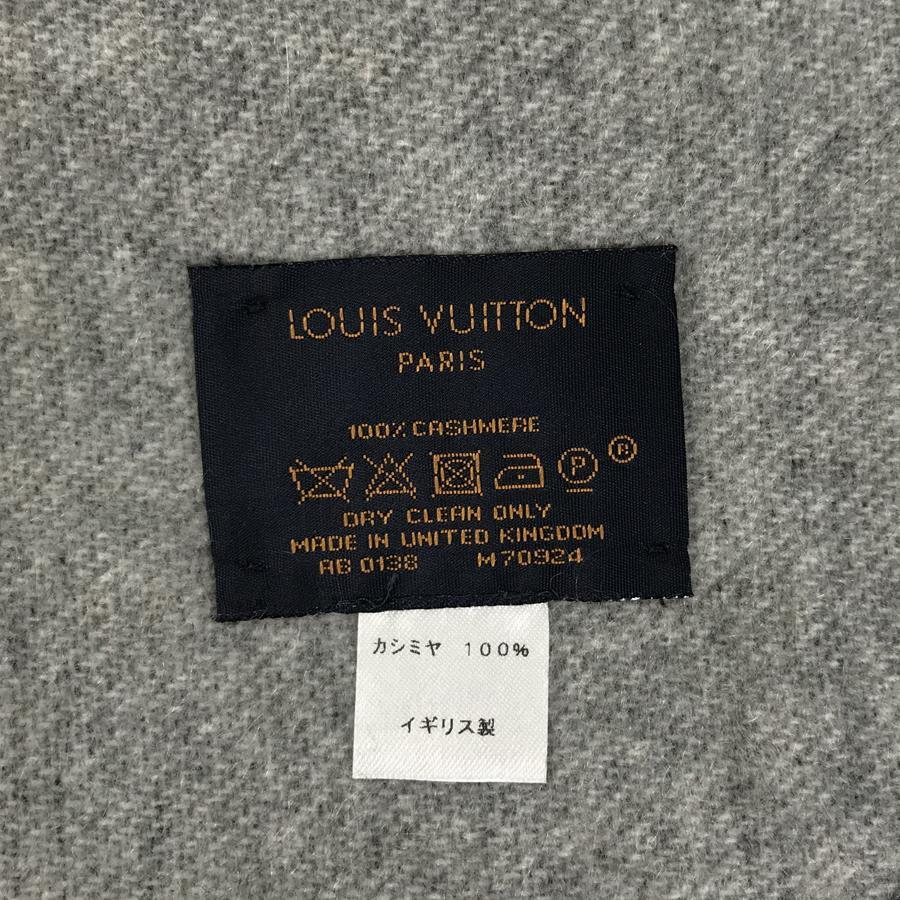 LOUIS VUITTON
PARIS
100% CASHMERE
P ®
DRY CLEAN ONLY
MADE IN UNITED KINGDOM
AB 0138 M70924
カシミヤ 100%
イギリス製